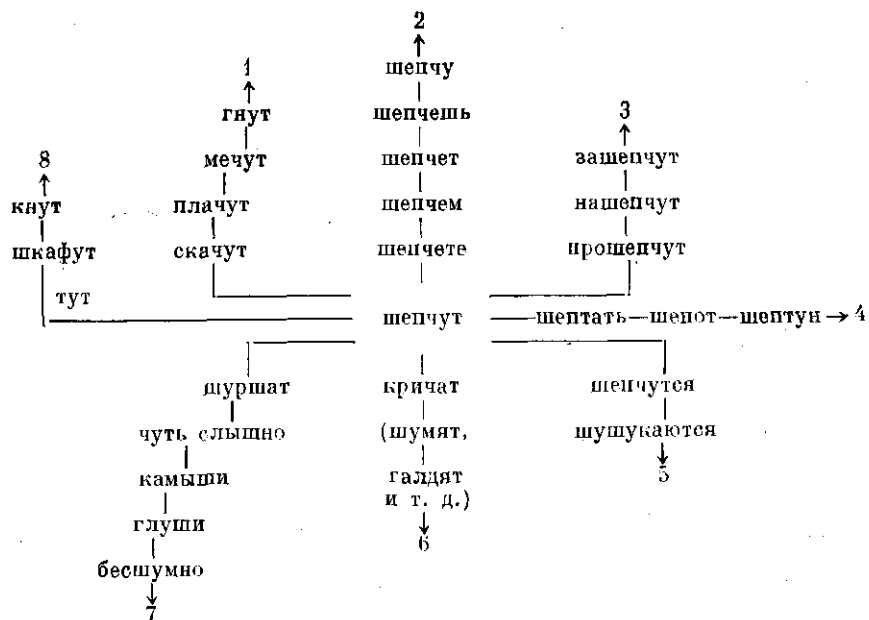 2
шепчу
1
гнут шепчешь 3
8 мечут шепчет зашепчут
кнут плачут шепчем нашепчут
шкафут скачут шепчете прошепчут
тут
шепчут шептать—шепот—шептун → 4
шуршат кричат шепчутся
чуть слышно (шумят, шушукаются
камыши галдят 5
и т. д.)
глуши 6
бесшумно
7